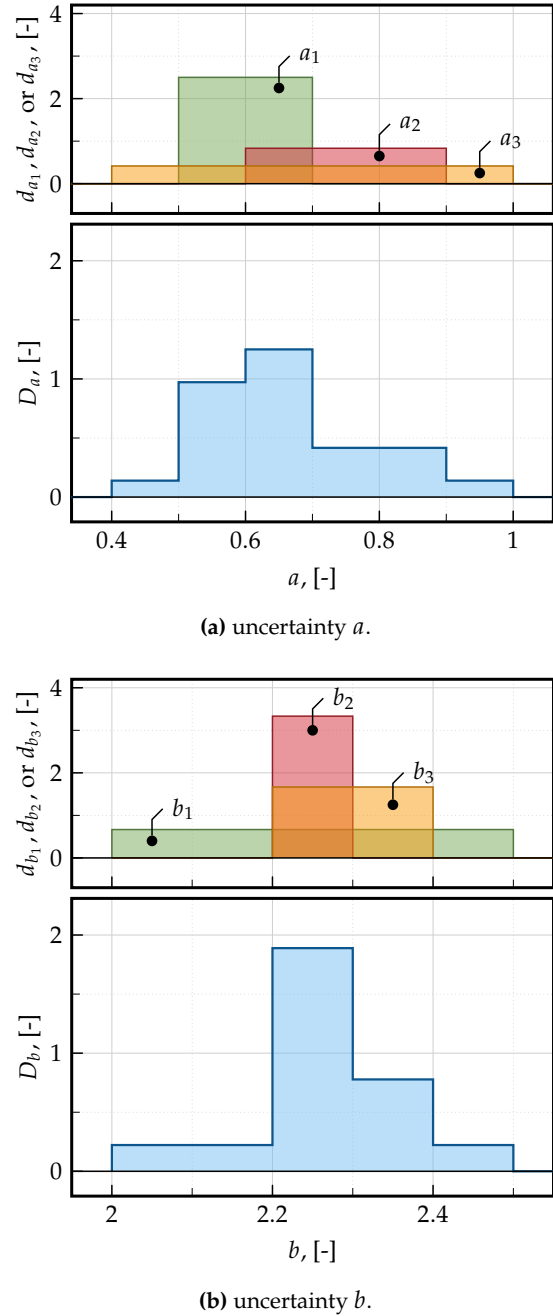 4
2
0
d_{a_1}, d_{a_2}, or d_{a_3}, [-]
a_1
a_2
a_3
2
1
0
D_a, [-]
0.4 0.6 0.8 1
a, [-]
(a) uncertainty a.
4
2
0
d_{b_1}, d_{b_2}, or d_{b_3}, [-]
b_2
b_3
b_1
2
1
0
D_b, [-]
2 2.2 2.4
b, [-]
(b) uncertainty b.